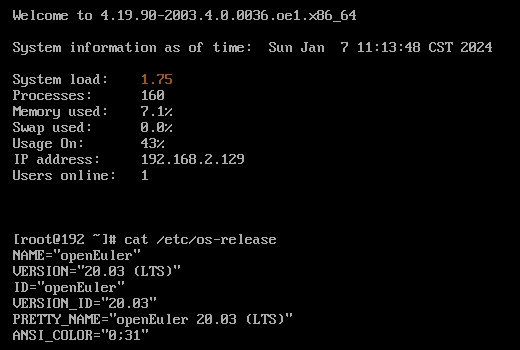 Welcome to 4.19.90-2003.4.0.0036.oe1.x86_64
System information as of time:  Sun Jan  7 11:13:48 CST 2024
System load:    1.75
Processes:      160
Memory used:    7.1%
Swap used:      0.0%
Usage On:       43%
IP address:     192.168.2.129
Users online:   1
[root@192 ~]# cat /etc/os-release
NAME="openEuler"
VERSION="20.03 (LTS)"
ID="openEuler"
VERSION_ID="20.03"
PRETTY_NAME="openEuler 20.03 (LTS)"
ANSI_COLOR="0;31"